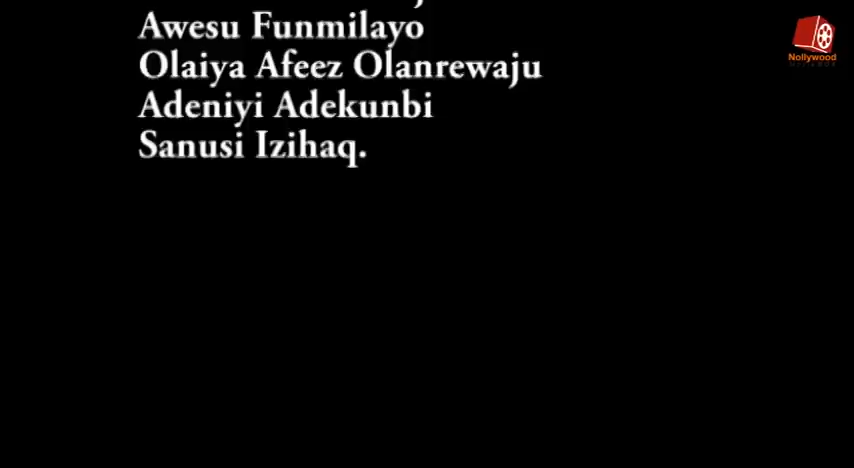 Awesu Funmilayo
Olaiya Afeez Olanrewaju
Adeniyi Adekunbi
Sanusi Izihaq.
Nollywood